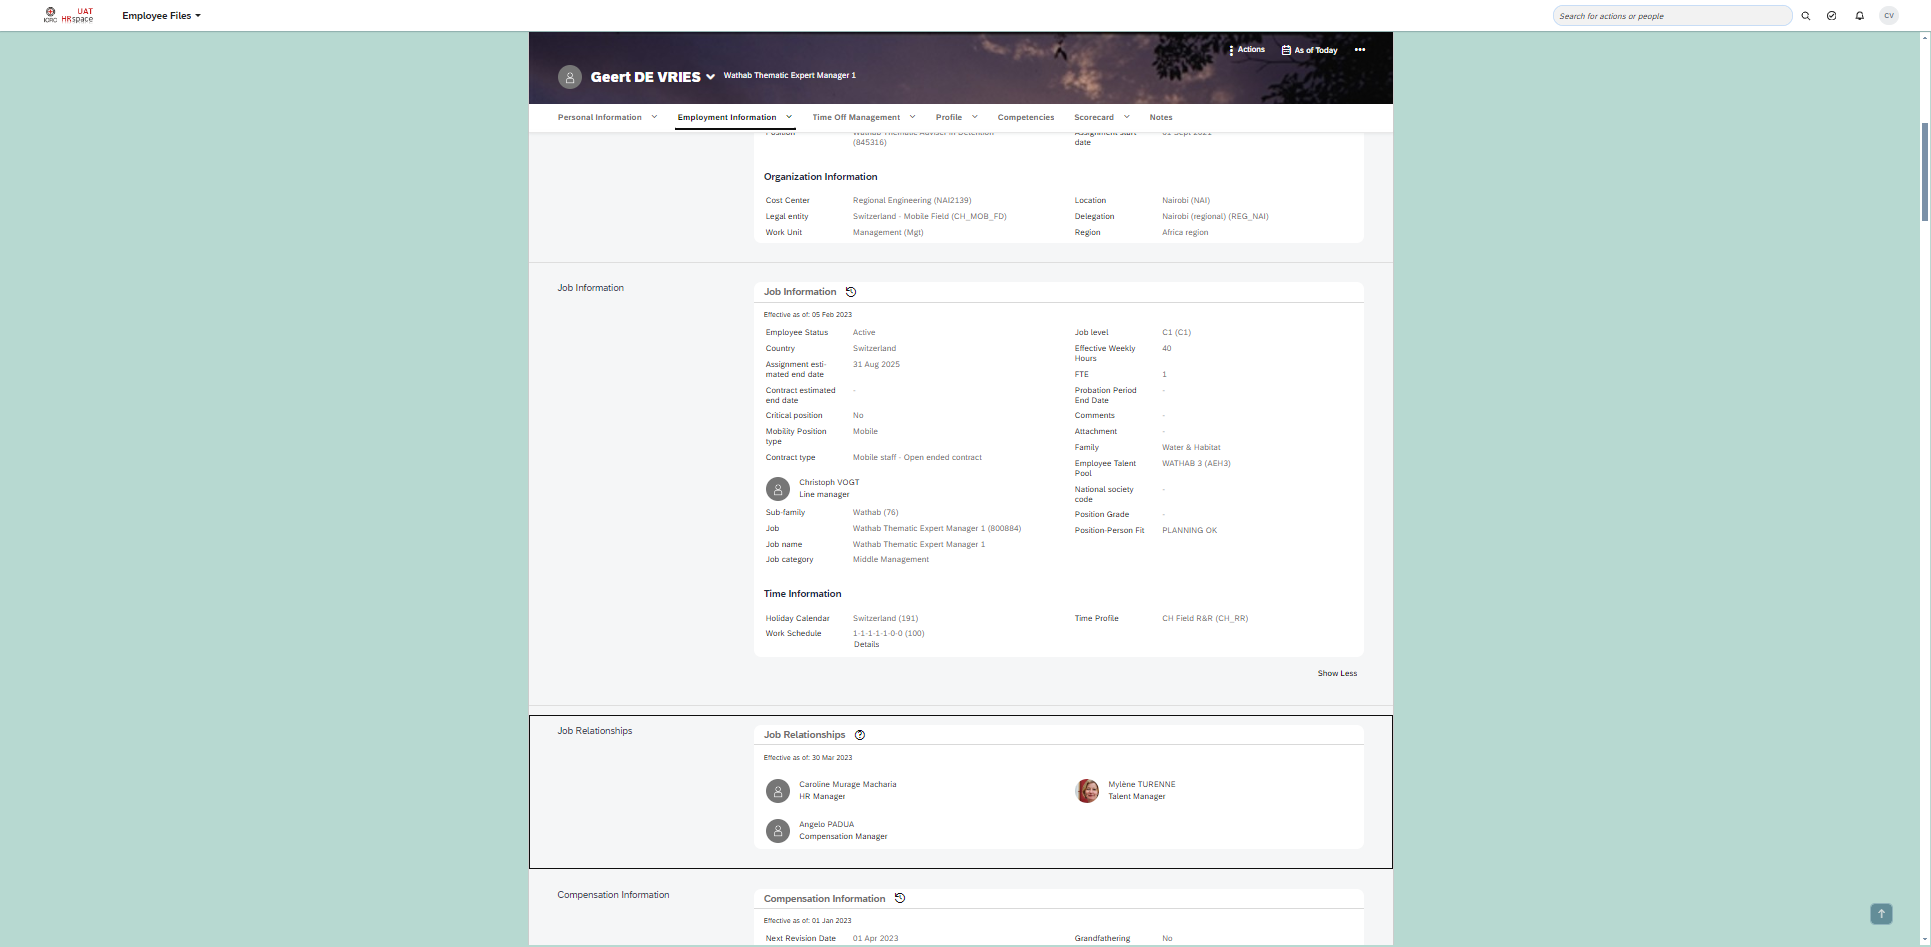 ICRC
UAT
HRspace
Employee Files
Search for actions or people
CV
Actions
As of Today
Geert DE VRIES
Wathab Thematic Expert Manager 1
Personal Information
Employment Information
Time Off Management
Profile
Competencies
Scorecard
Notes
Position
Wathab Thematic Adviser in Detention
(845316)
Assignment start
date
01 Sept 2021
Organization Information
Cost Center
Regional Engineering (NAI2139)
Legal entity
Switzerland - Mobile Field (CH_MOB_FD)
Work Unit
Management (Mgt)
Location
Nairobi (NAI)
Delegation
Nairobi (regional) (REG_NAI)
Region
Africa region
Job Information
Job Information
Effective as of: 05 Feb 2023
Employee Status
Active
Country
Switzerland
Assignment esti-
mated end date
31 Aug 2025
Contract estimated
end date
-
Critical position
No
Mobility Position
type
Mobile
Contract type
Mobile staff - Open ended contract
Christoph VOGT
Line manager
Sub-family
Wathab (76)
Job
Wathab Thematic Expert Manager 1 (800884)
Job name
Wathab Thematic Expert Manager 1
Job category
Middle Management
Job level
C1 (C1)
Effective Weekly
Hours
40
FTE
1
Probation Period
End Date
-
Comments
-
Attachment
-
Family
Water & Habitat
Employee Talent
Pool
WATHAB 3 (AEH3)
National society
code
-
Position Grade
-
Position-Person Fit
PLANNING OK
Time Information
Holiday Calendar
Switzerland (191)
Work Schedule
1-1-1-1-1-0-0 (100)
Details
Time Profile
CH Field R&R (CH_RR)
Show Less
Job Relationships
Job Relationships
Effective as of: 30 Mar 2023
Caroline Murage Macharia
HR Manager
Mylène TURENNE
Talent Manager
Angelo PADUA
Compensation Manager
Compensation Information
Compensation Information
Effective as of: 01 Jan 2023
Next Revision Date
01 Apr 2023
Grandfathering
No